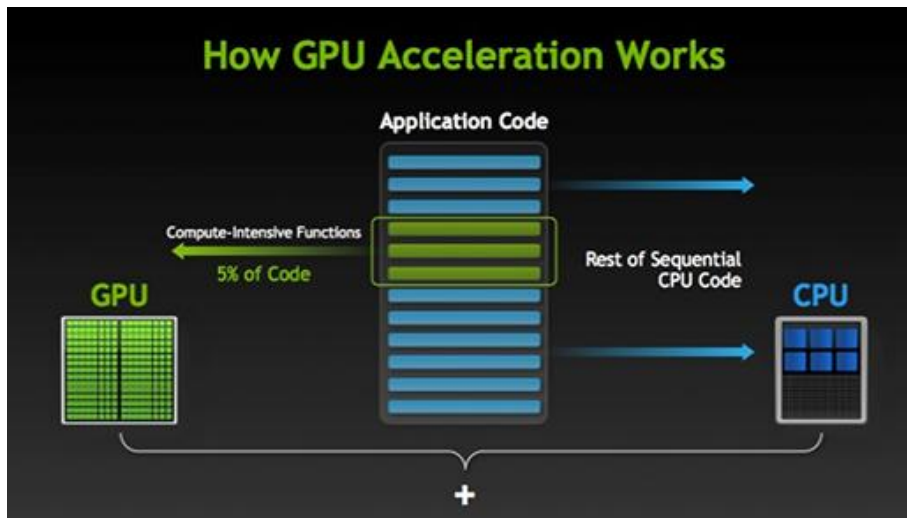 How GPU Acceleration Works
Application Code
Compute-Intensive Functions
5% of Code
Rest of Sequential
CPU Code
GPU
CPU
+